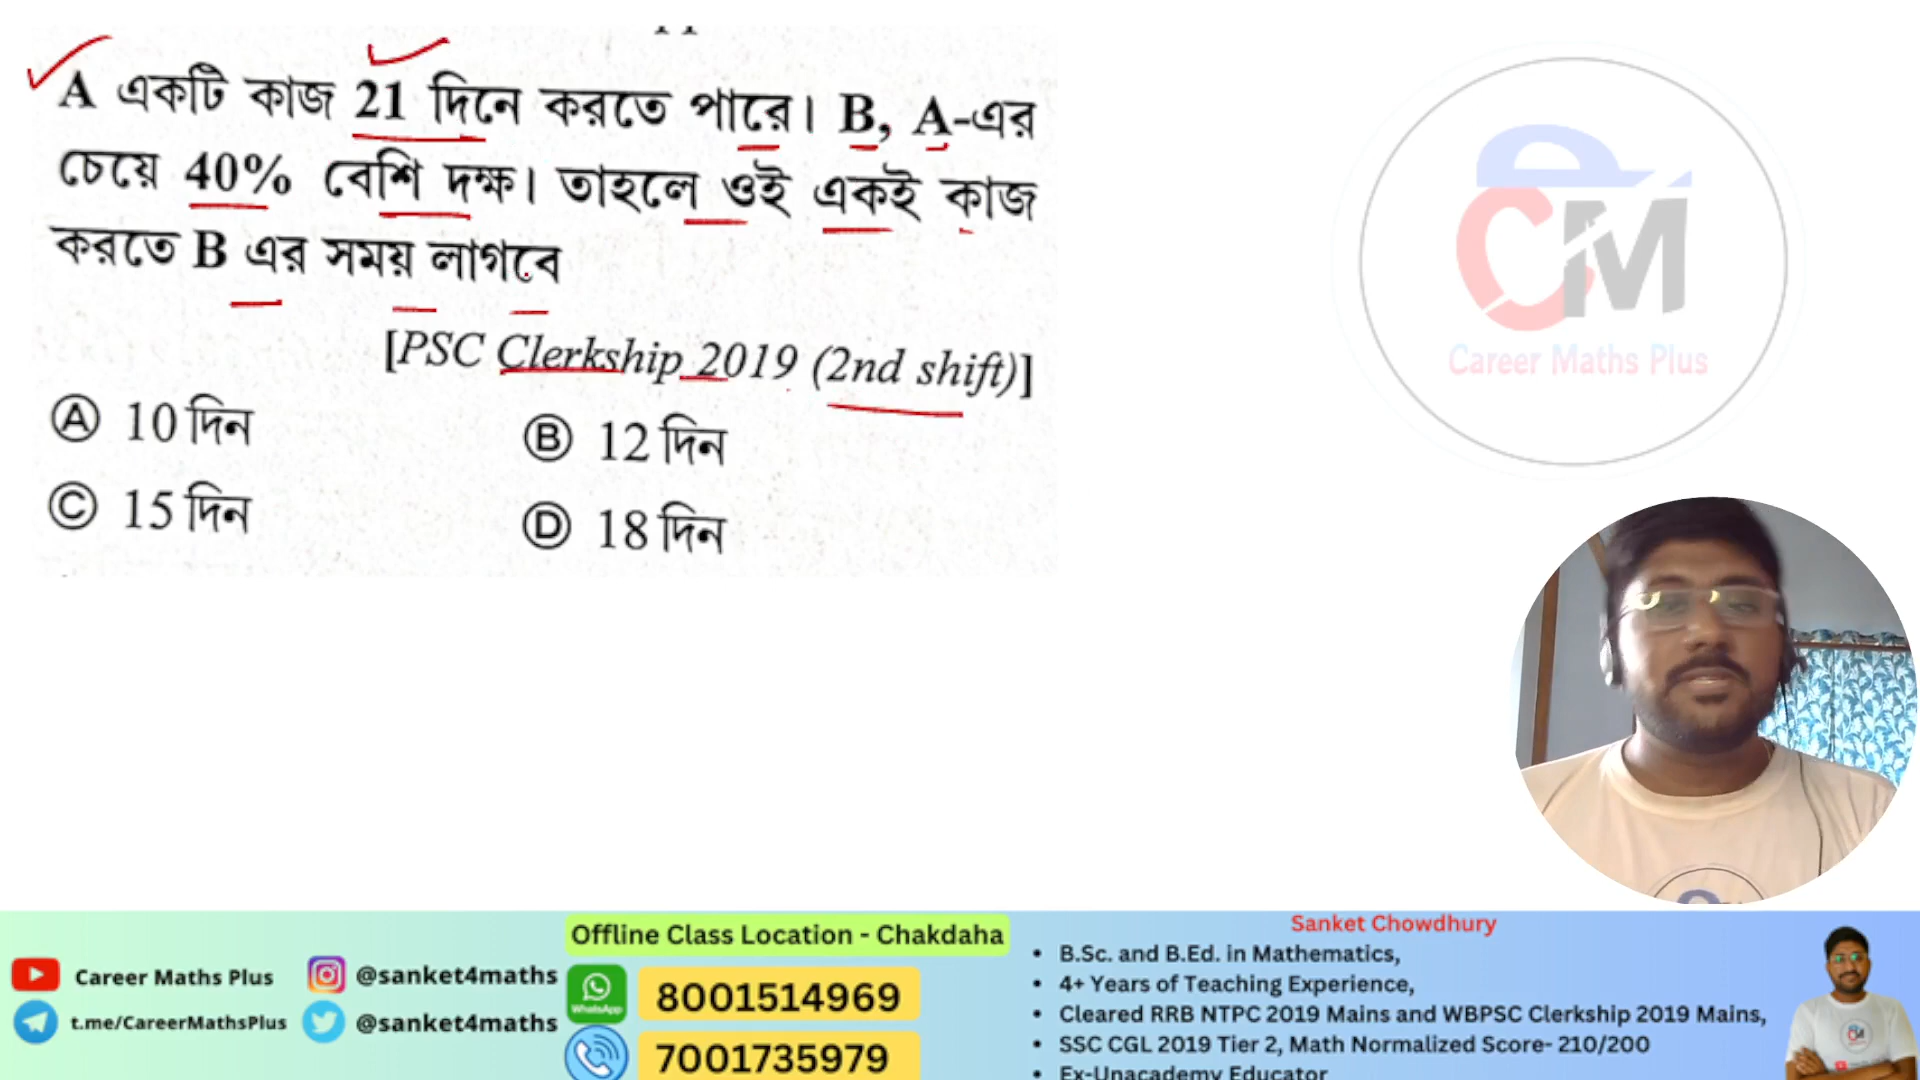 A একটি কাজ 21 দিনে করতে পারে। B, A-এর
চেয়ে 40% বেশি দক্ষ। তাহলে ওই একই কাজ
করতে B এর সময় লাগবে
[PSC Clerkship 2019 (2nd shift)]
Ⓐ 10 দিন Ⓑ 12 দিন
Ⓒ 15 দিন Ⓓ 18 দিন
CM
Career Maths Plus
Career Maths Plus
@sanket4maths
t.me/CareerMathsPlus
@sanket4maths
Offline Class Location - Chakdaha
WhatsApp
8001514969
7001735979
Sanket Chowdhury
• B.Sc. and B.Ed. in Mathematics,
• 4+ Years of Teaching Experience,
• Cleared RRB NTPC 2019 Mains and WBPSC Clerkship 2019 Mains,
• SSC CGL 2019 Tier 2, Math Normalized Score- 210/200
• Ex-Unacademy Educator